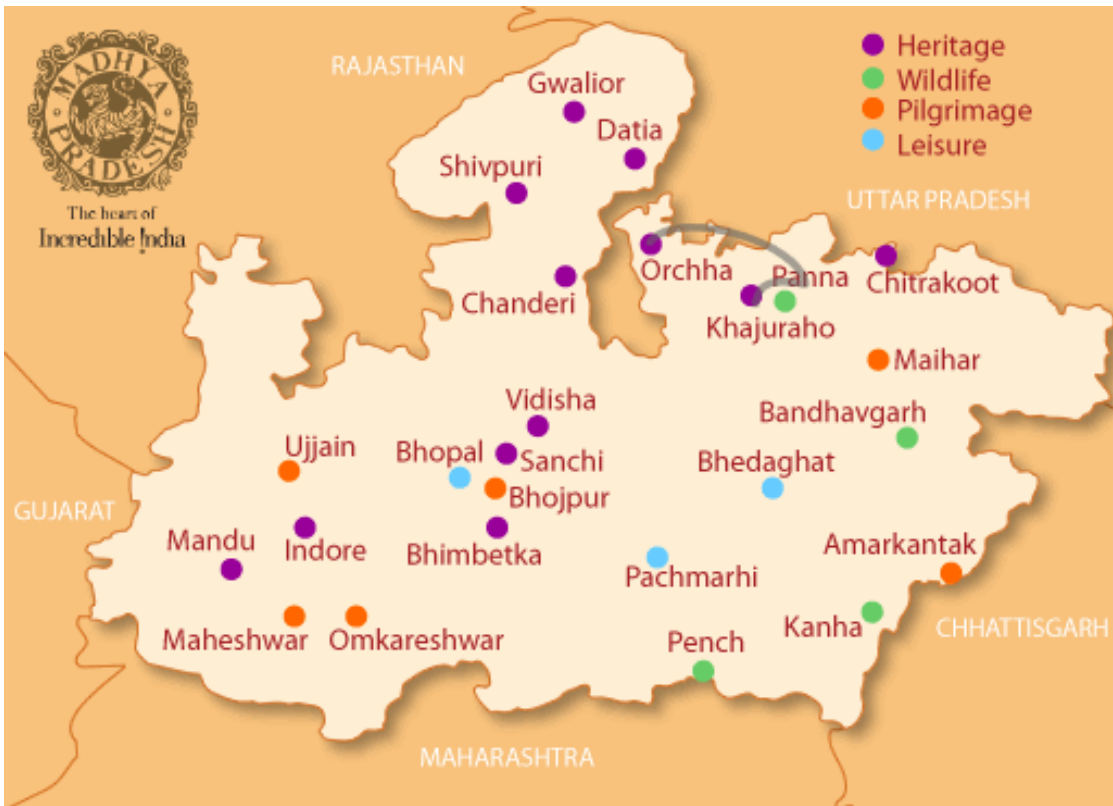 MADHYA
PRADESH
The heart of
Incredible !ndia
RAJASTHAN
Heritage
Wildlife
Pilgrimage
Leisure
Gwalior
Datia
Shivpuri
UTTAR PRADESH
Orchha
Panna
Chitrakoot
Chanderi
Khajuraho
Maihar
Vidisha
Bandhavgarh
Ujjain
Bhopal
Sanchi
Bhedaghat
Bhojpur
GUJARAT
Mandu
Indore
Bhimbetka
Amarkantak
Pachmarhi
Maheshwar
Omkareshwar
Pench
Kanha
CHHATTISGARH
MAHARASHTRA